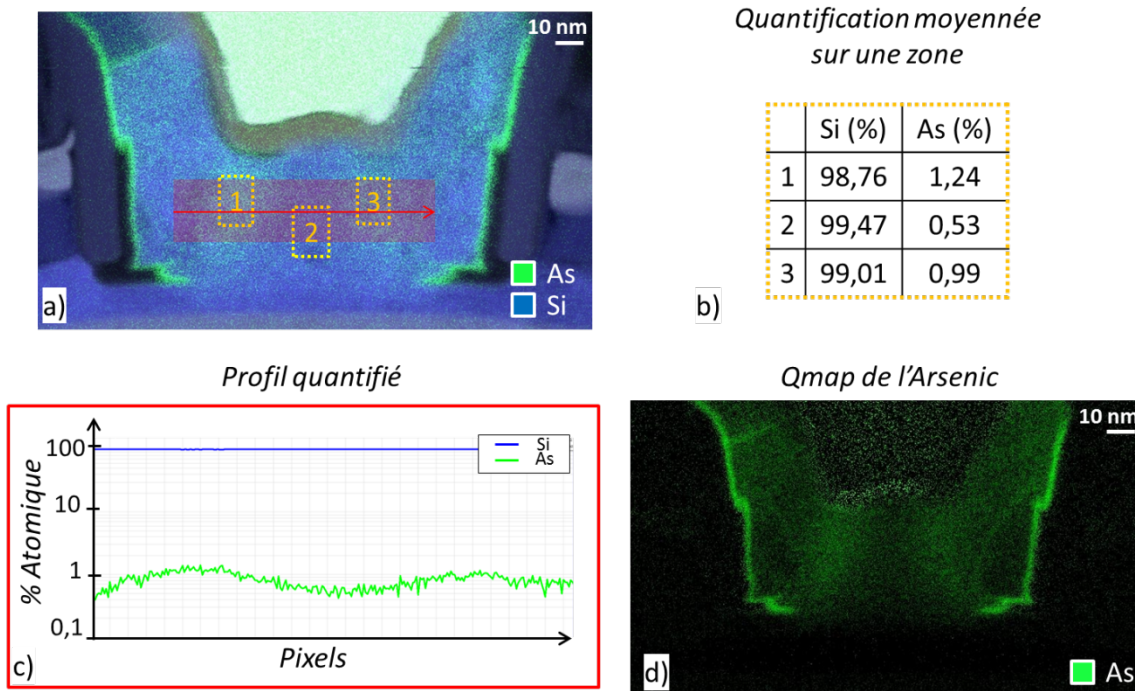 10 nm
1
2
3
As
Si
a)
Quantification moyennée
sur une zone
Si (%) As (%)
1 98,76 1,24
2 99,47 0,53
3 99,01 0,99
b)
Profil quantifié
% Atomique
100
10
1
0,1
Si
As
Pixels
c)
Qmap de l'Arsenic
10 nm
As
d)